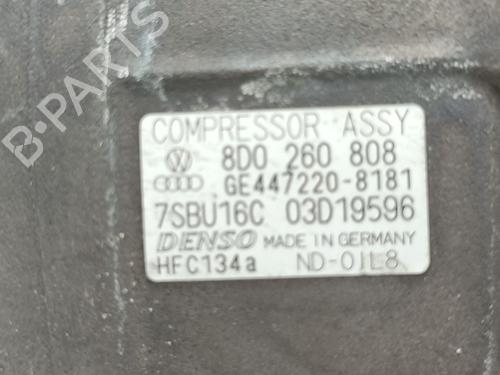 B-PARTS
COMPRESSOR ASSY
8D0 260 808
GE447220-8181
7SBU16C 03D19596
DENSO MADE IN GERMANY
HFC134a ND-OIL8